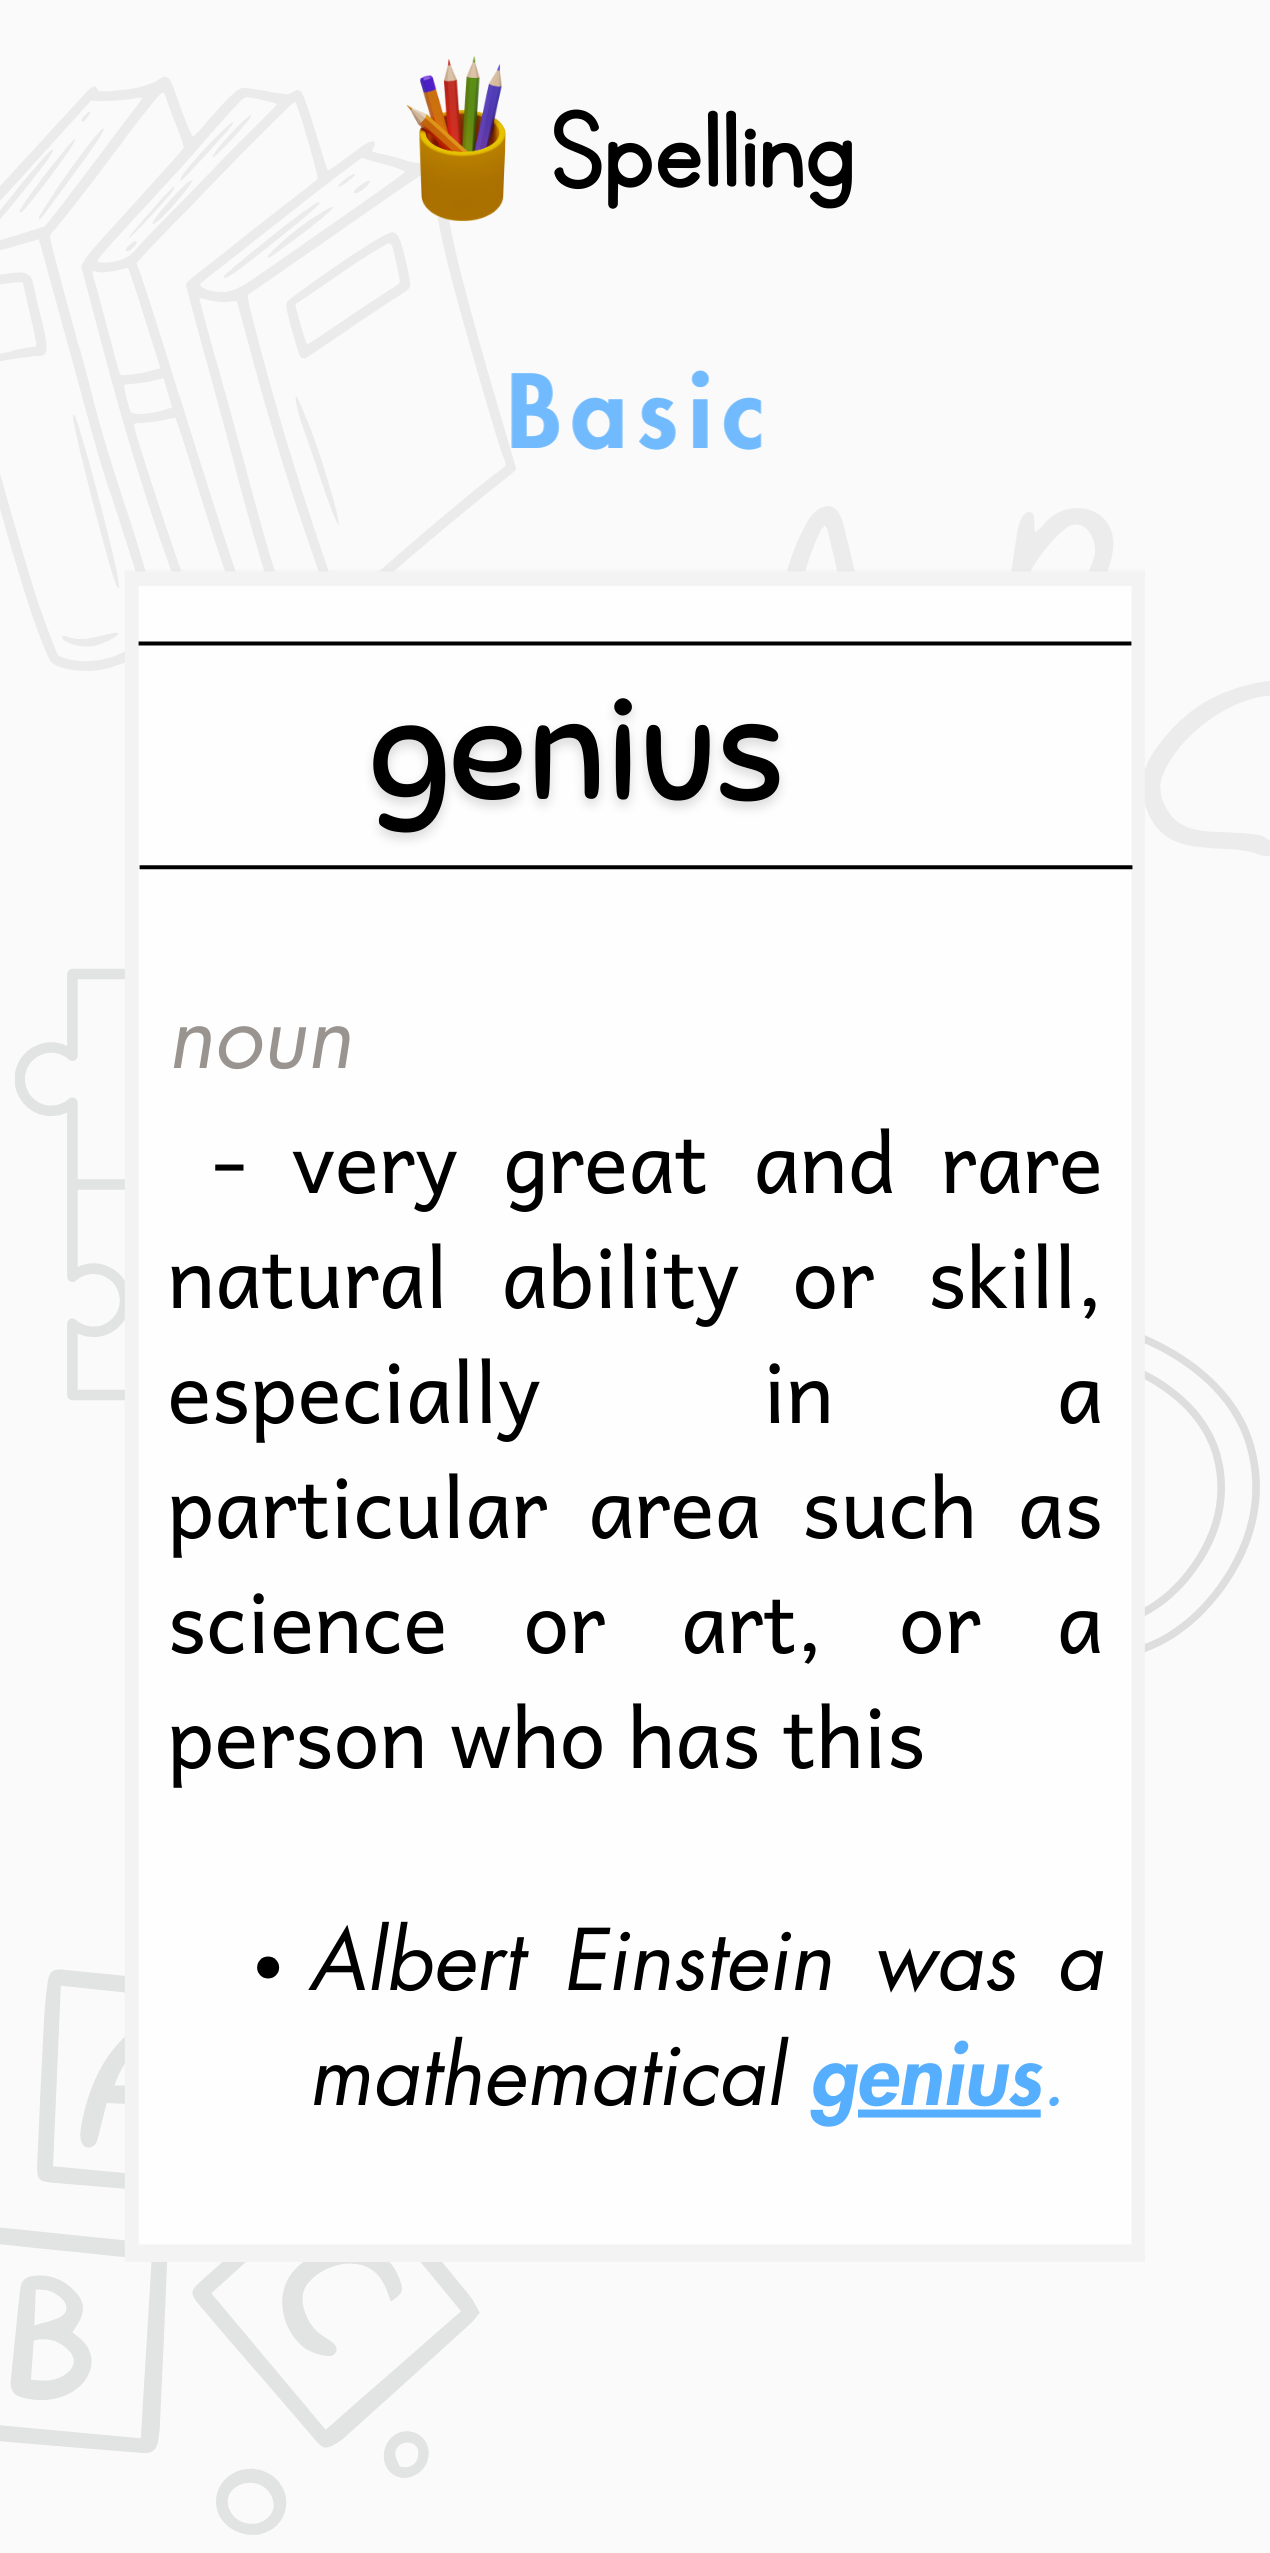 Spelling
Basic
genius
noun
- very great and rare
natural ability or skill,
especially in a
particular area such as
science or art, or a
person who has this
• Albert Einstein was a
mathematical genius.
A
B
C